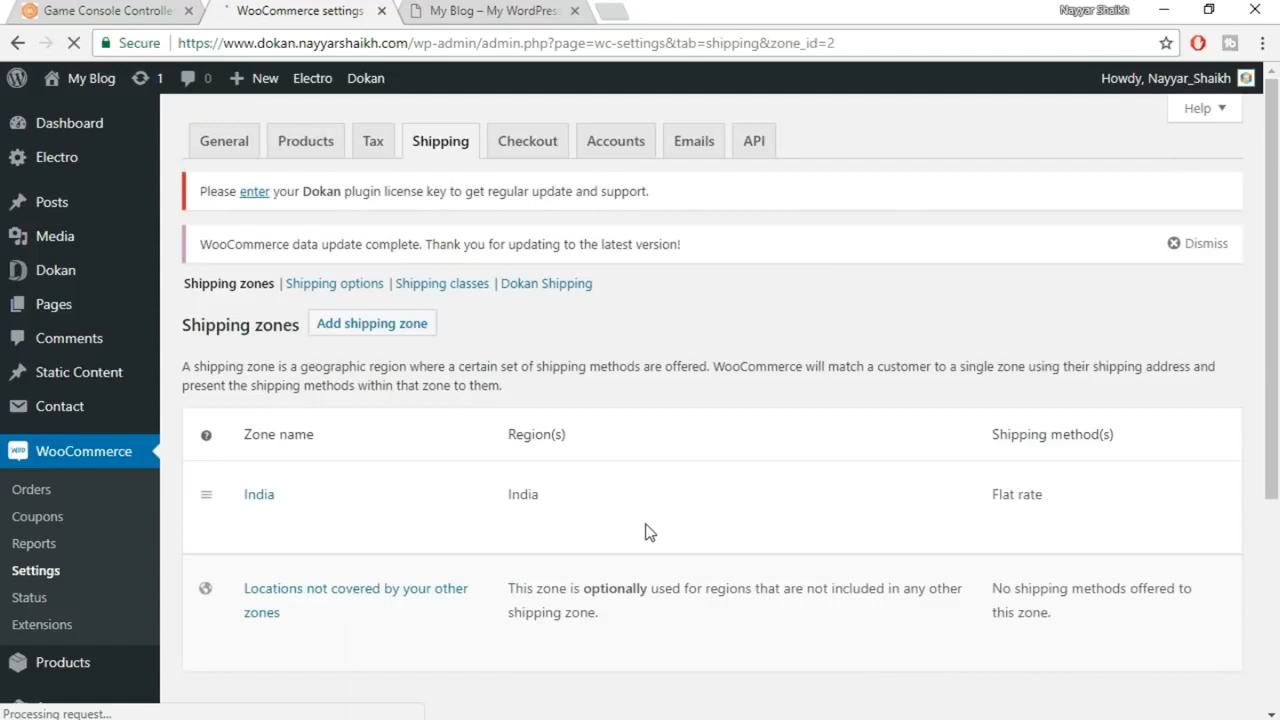 Game Console Controlle
WooCommerce settings
My Blog – My WordPres
Nayyar Shaikh
Secure
https://www.dokan.nayyarshaikh.com/wp-admin/admin.php?page=wc-settings&tab=shipping&zone_id=2
My Blog
1
0
New
Electro
Dokan
Howdy, Nayyar_Shaikh
Help
Dashboard
Electro
Posts
Media
Dokan
Pages
Comments
Static Content
Contact
WooCommerce
Orders
Coupons
Reports
Settings
Status
Extensions
Products
General
Products
Tax
Shipping
Checkout
Accounts
Emails
API
Please enter your Dokan plugin license key to get regular update and support.
WooCommerce data update complete. Thank you for updating to the latest version!
Dismiss
Shipping zones | Shipping options | Shipping classes | Dokan Shipping
Shipping zones
Add shipping zone
A shipping zone is a geographic region where a certain set of shipping methods are offered. WooCommerce will match a customer to a single zone using their shipping address and
present the shipping methods within that zone to them.
Zone name
Region(s)
Shipping method(s)
India
India
Flat rate
Locations not covered by your other
zones
This zone is optionally used for regions that are not included in any other
shipping zone.
No shipping methods offered to
this zone.
Processing request...